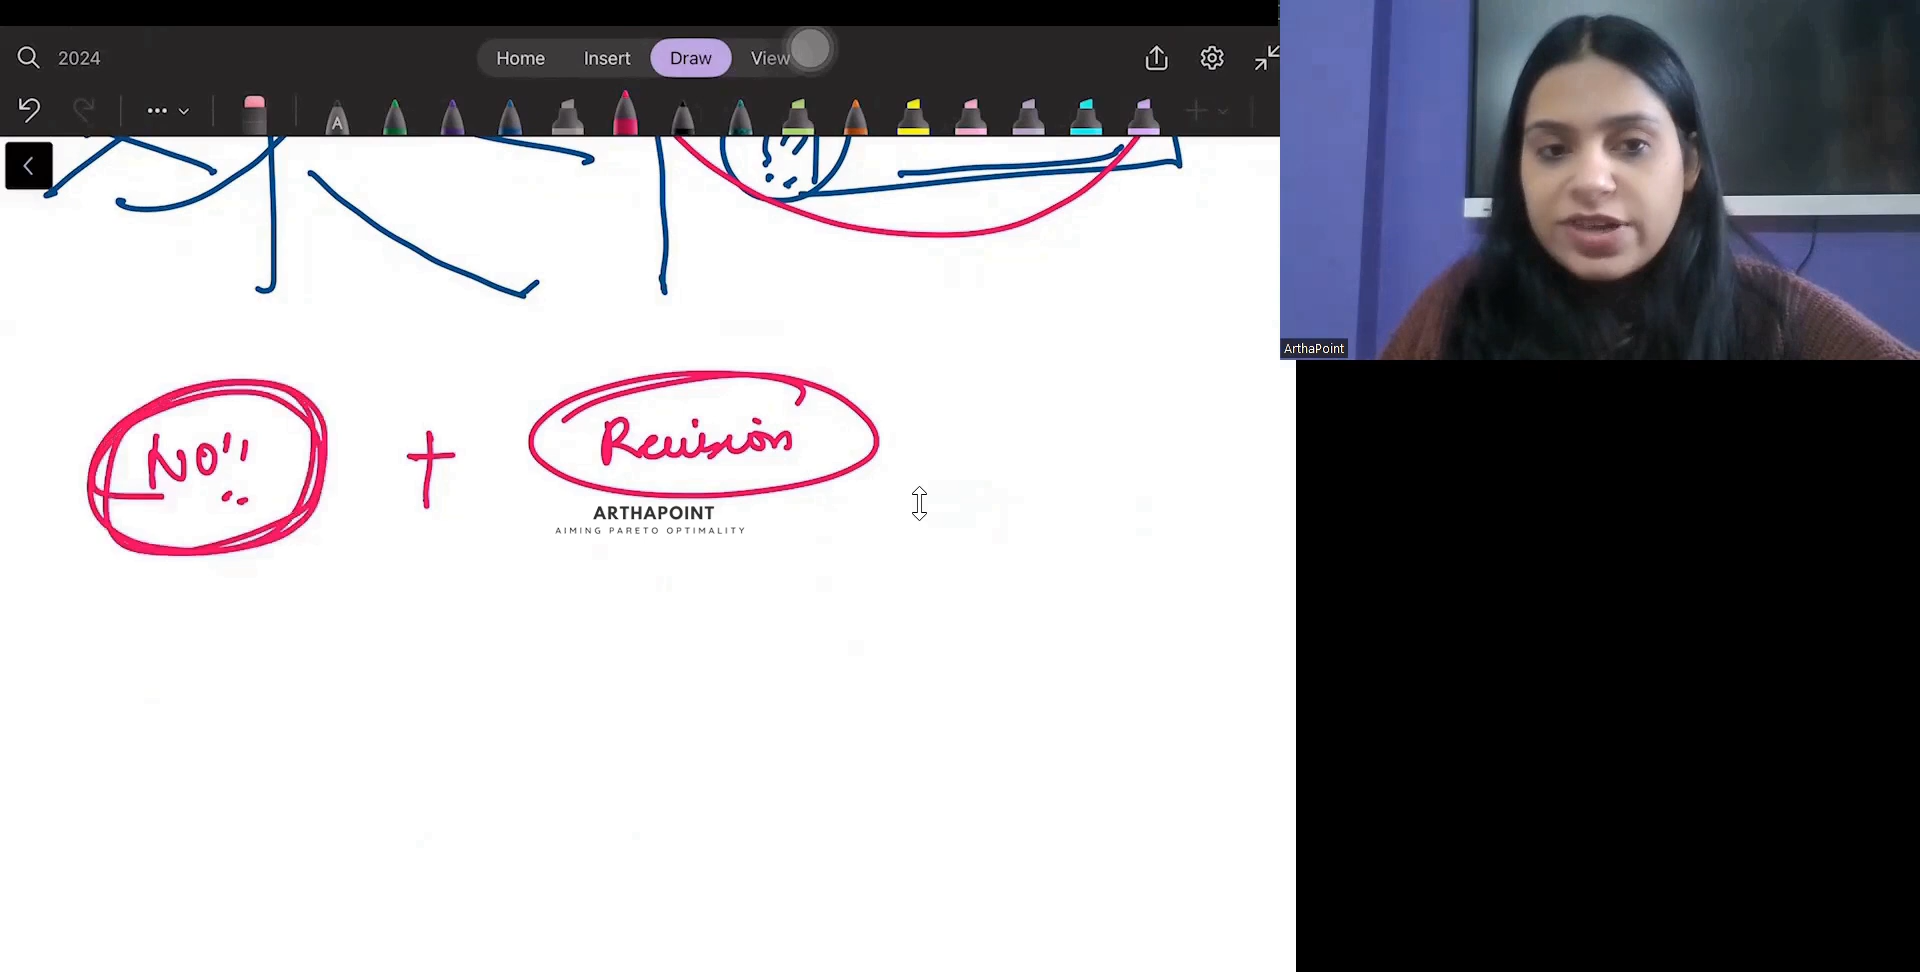 2024
Home Insert Draw View
A
ArthaPoint
NO!!
+ Revision
ARTHAPOINT
AIMING PARETO OPTIMALITY